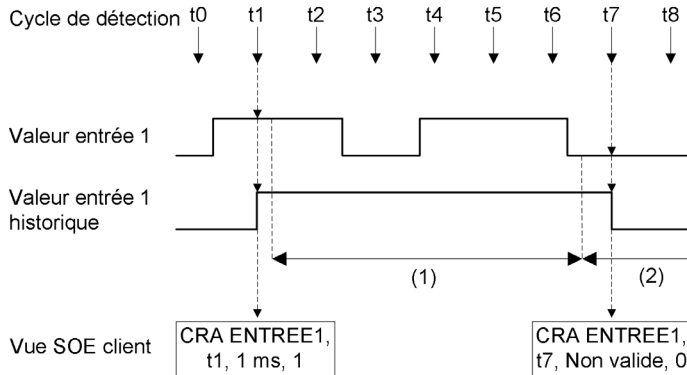 Cycle de détection t0 t1 t2 t3 t4 t5 t6 t7 t8
Valeur entrée 1
Valeur entrée 1
historique
(1) (2)
Vue SOE client
CRA ENTREE1,
t1, 1 ms, 1
CRA ENTREE1,
t7, Non valide, 0